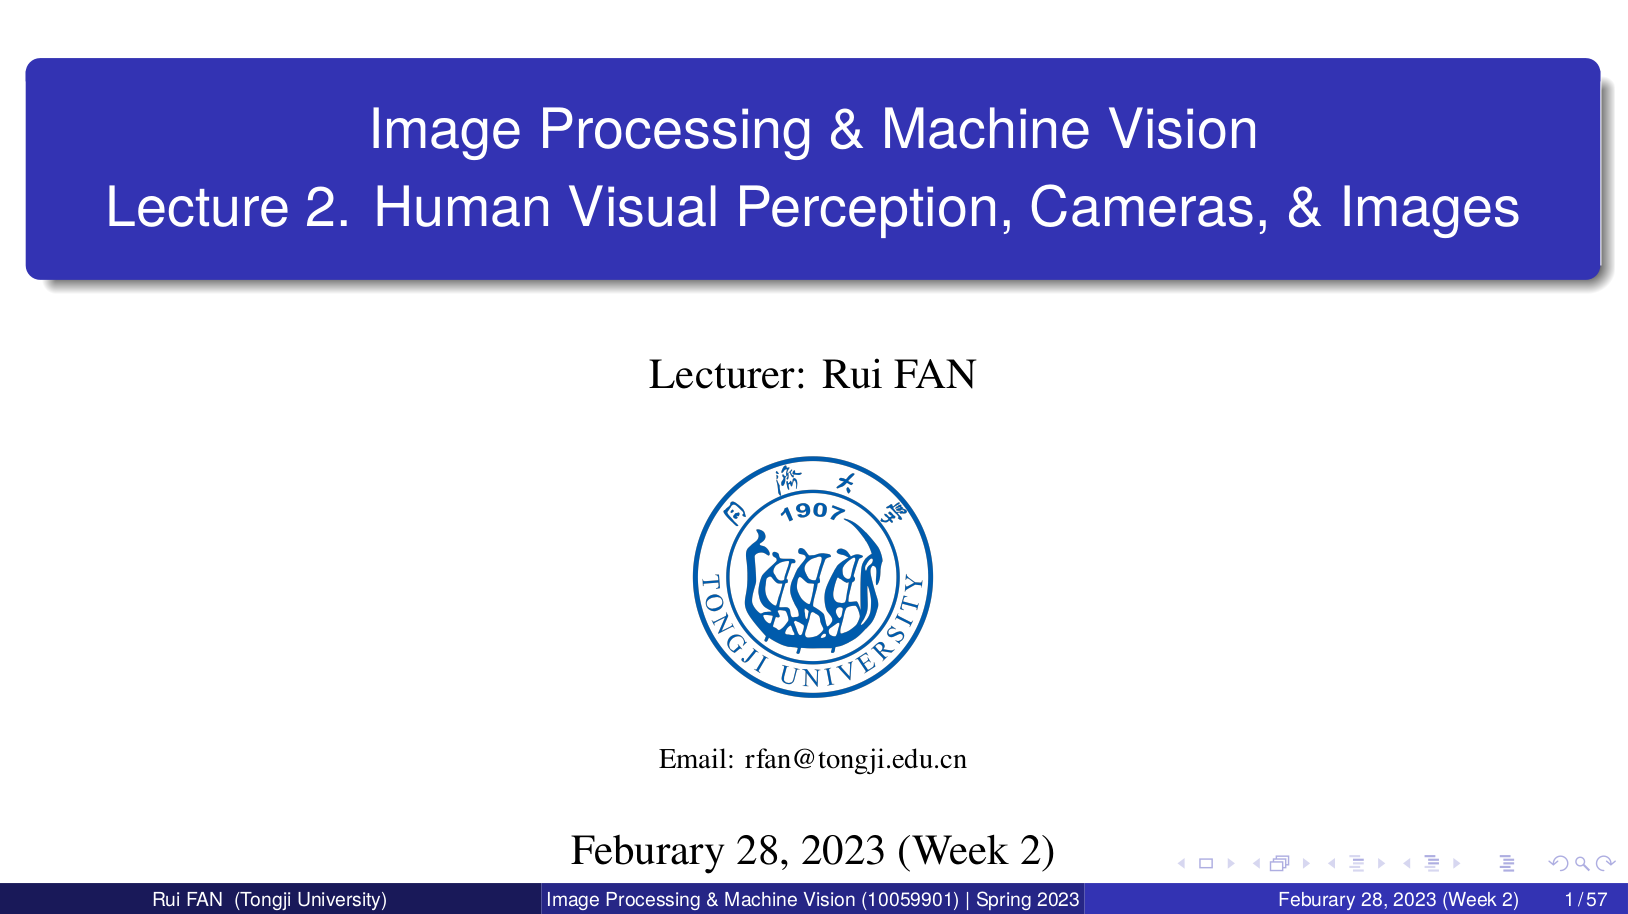 Image Processing & Machine Vision
Lecture 2. Human Visual Perception, Cameras, & Images
Lecturer: Rui FAN
同濟大學
1907
TONGJI UNIVERSITY
Email: rfan@tongji.edu.cn
Feburary 28, 2023 (Week 2)
Rui FAN (Tongji University) Image Processing & Machine Vision (10059901) | Spring 2023 Feburary 28, 2023 (Week 2) 1 / 57